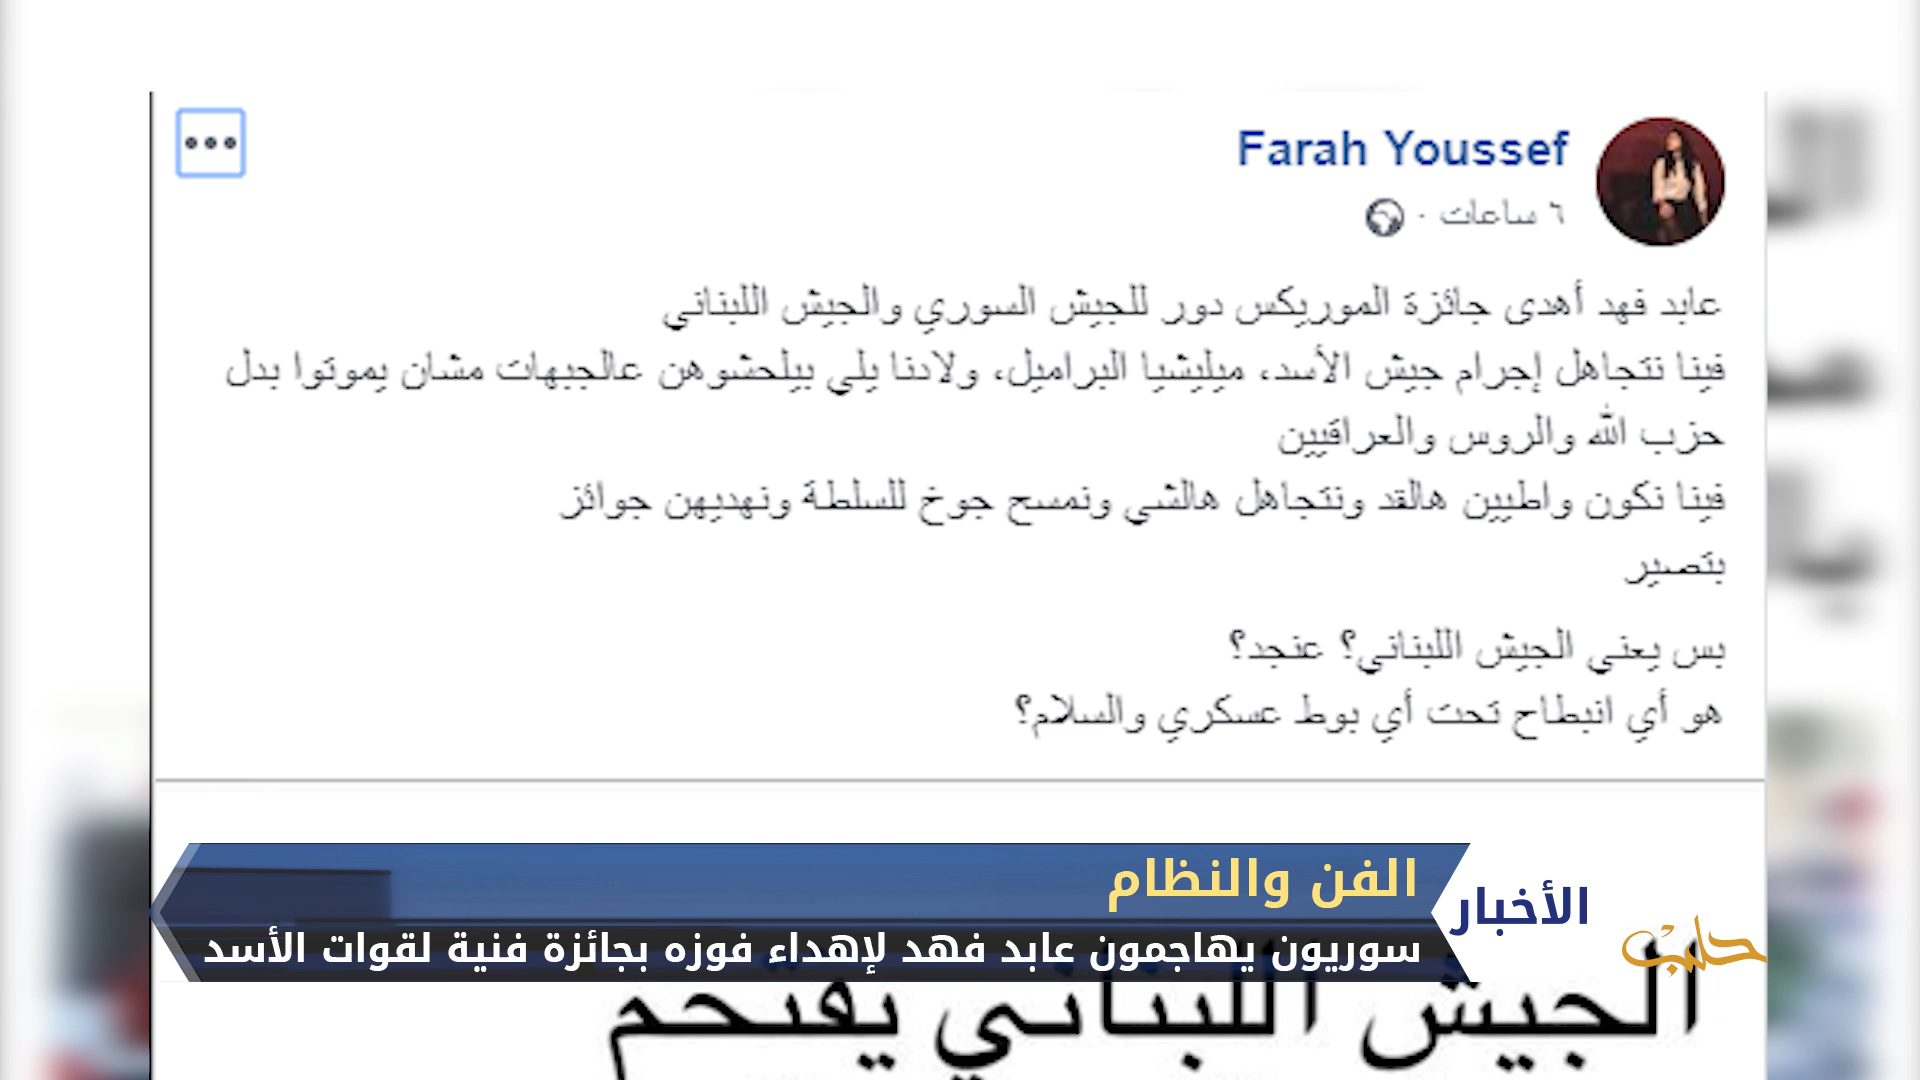 Farah Youssef
٦ ساعات ·
عابد فهد أهدى جائزة الموريكس دور للجيش السوري والجيش اللبناني
فينا نتجاهل إجرام جيش الأسد، ميليشيا البراميل، ولادنا يلي بيلحشوهن عالجبهات مشان يموتوا بدل
حزب الله والروس والعراقيين
فينا نكون واطيين هالقد ونتجاهل هالشي ونمسح جوخ للسلطة ونهديهن جوائز
بتصير
بس يعني الجيش اللبناني؟ عنجد؟
هو أي انبطاح تحت أي بوط عسكري والسلام؟
الفن والنظام
الأخبار
حلب
سوريون يهاجمون عابد فهد لإهداء فوزه بجائزة فنية لقوات الأسد
الجيش اللبناني يقتحم